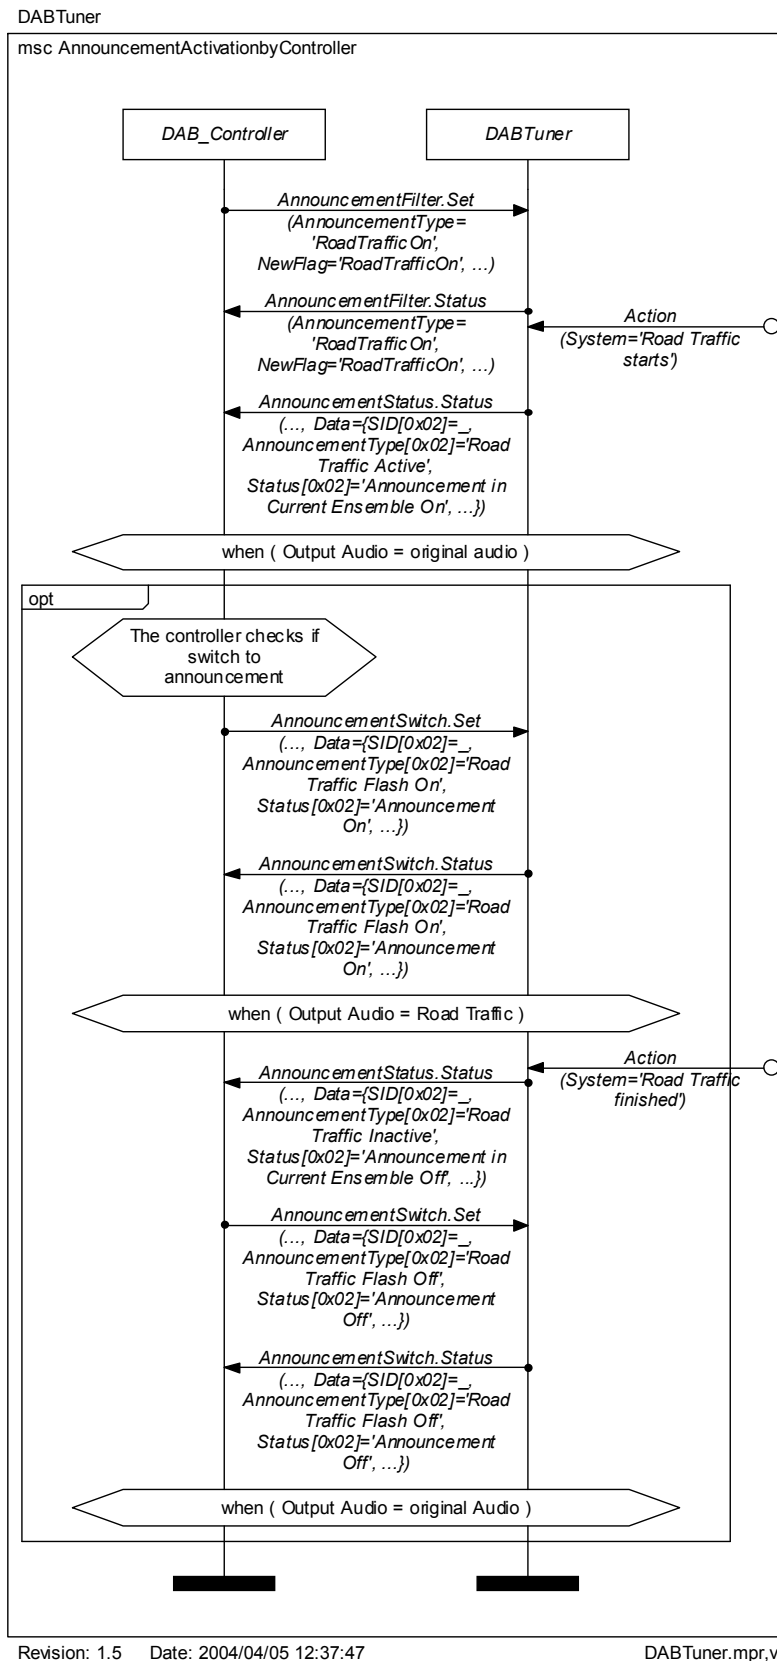 DABTuner
msc AnnouncementActivationbyController
DAB_Controller
DABTuner
AnnouncementFilter.Set
(AnnouncementType=
'RoadTrafficOn',
NewFlag='RoadTrafficOn', ...)
AnnouncementFilter.Status
(AnnouncementType=
'RoadTrafficOn',
NewFlag='RoadTrafficOn', ...)
Action
(System='Road Traffic
starts')
AnnouncementStatus.Status
(..., Data={SID[0x02]=_,
AnnouncementType[0x02]='Road
Traffic Active',
Status[0x02]='Announcement in
Current Ensemble On', ...})
when ( Output Audio = original audio )
opt
The controller checks if
switch to
announcement
AnnouncementSwitch.Set
(..., Data={SID[0x02]=_,
AnnouncementType[0x02]='Road
Traffic Flash On',
Status[0x02]='Announcement
On', ...})
AnnouncementSwitch.Status
(..., Data={SID[0x02]=_,
AnnouncementType[0x02]='Road
Traffic Flash On',
Status[0x02]='Announcement
On', ...})
when ( Output Audio = Road Traffic )
Action
(System='Road Traffic
finished')
AnnouncementStatus.Status
(..., Data={SID[0x02]=_,
AnnouncementType[0x02]='Road
Traffic Inactive',
Status[0x02]='Announcement in
Current Ensemble Off', ...})
AnnouncementSwitch.Set
(..., Data={SID[0x02]=_,
AnnouncementType[0x02]='Road
Traffic Flash Off',
Status[0x02]='Announcement
Off', ...})
AnnouncementSwitch.Status
(..., Data={SID[0x02]=_,
AnnouncementType[0x02]='Road
Traffic Flash Off',
Status[0x02]='Announcement
Off', ...})
when ( Output Audio = original Audio )
Revision: 1.5 Date: 2004/04/05 12:37:47
DABTuner.mpr,v